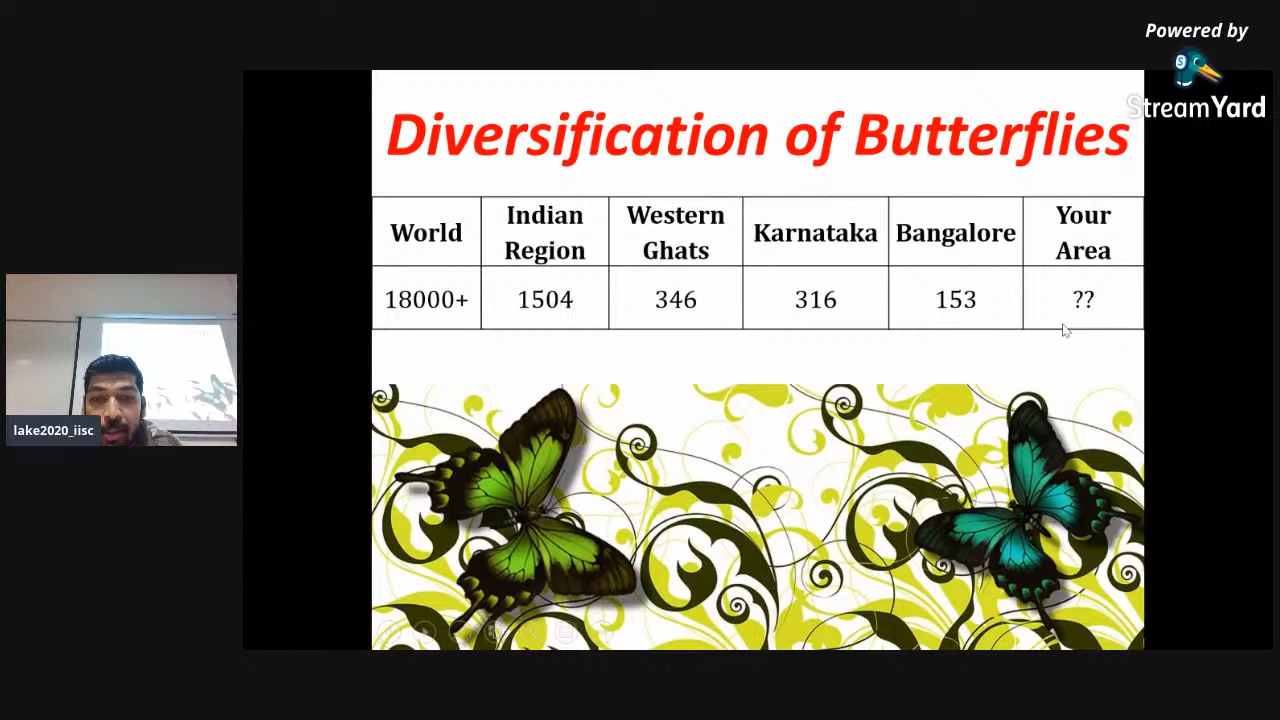 Powered by
StreamYard
Diversification of Butterflies
World
Indian Region
Western Ghats
Karnataka
Bangalore
Your Area
18000+
1504
346
316
153
??
lake2020_iisc